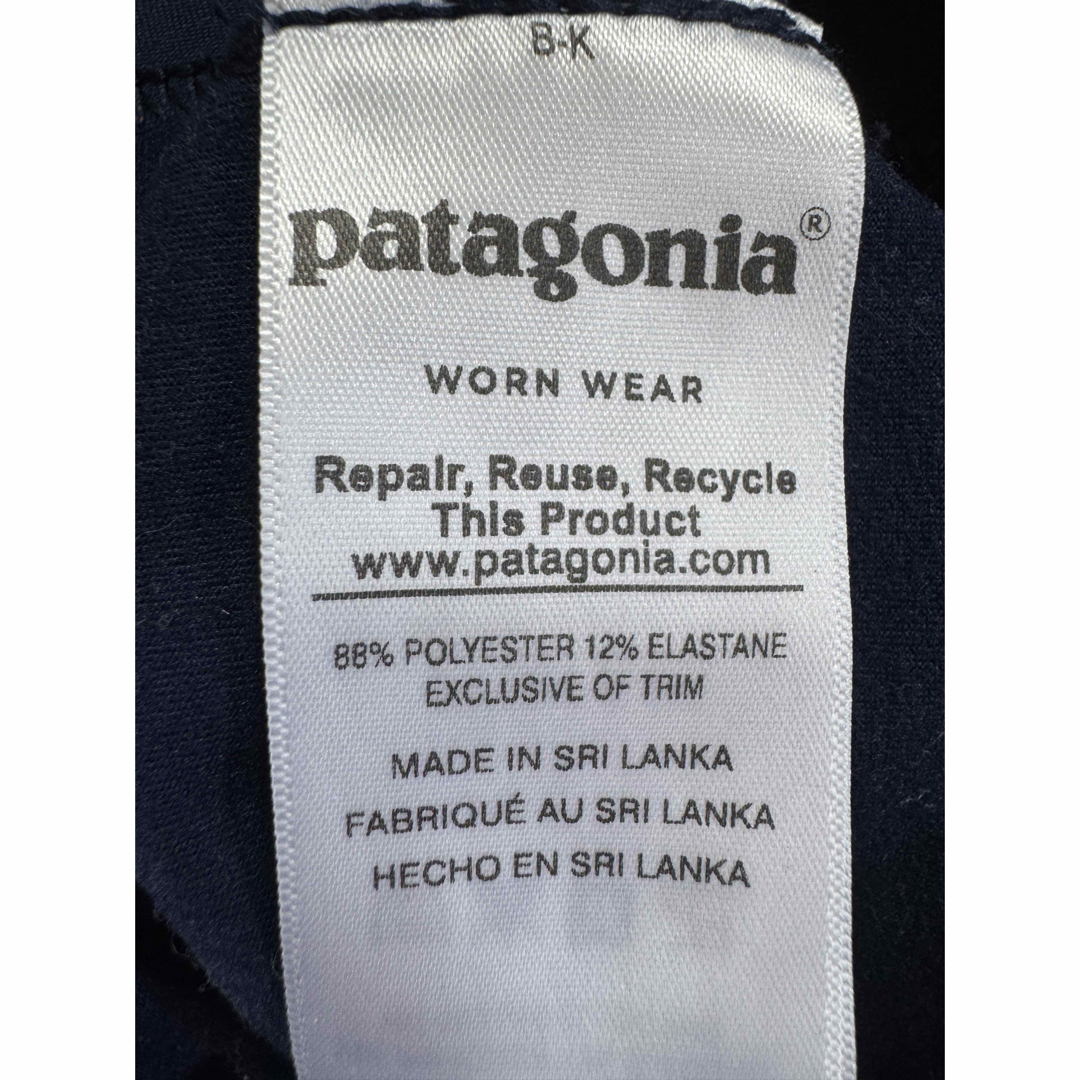 B-K
patagonia®
WORN WEAR
Repair, Reuse, Recycle
This Product
www.patagonia.com
88% POLYESTER 12% ELASTANE
EXCLUSIVE OF TRIM
MADE IN SRI LANKA
FABRIQUÉ AU SRI LANKA
HECHO EN SRI LANKA